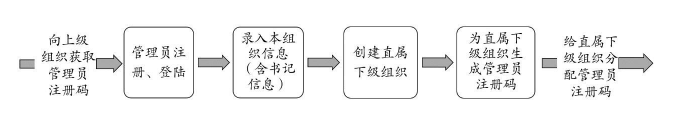 向上级
组织获取
管理员
注册码
管理员注
册、登陆
录入本组
织信息
（含书记
信息）
创建直属
下级组织
为直属下
级组织生
成管理员
注册码
给直属下
级组织分
配管理员
注册码